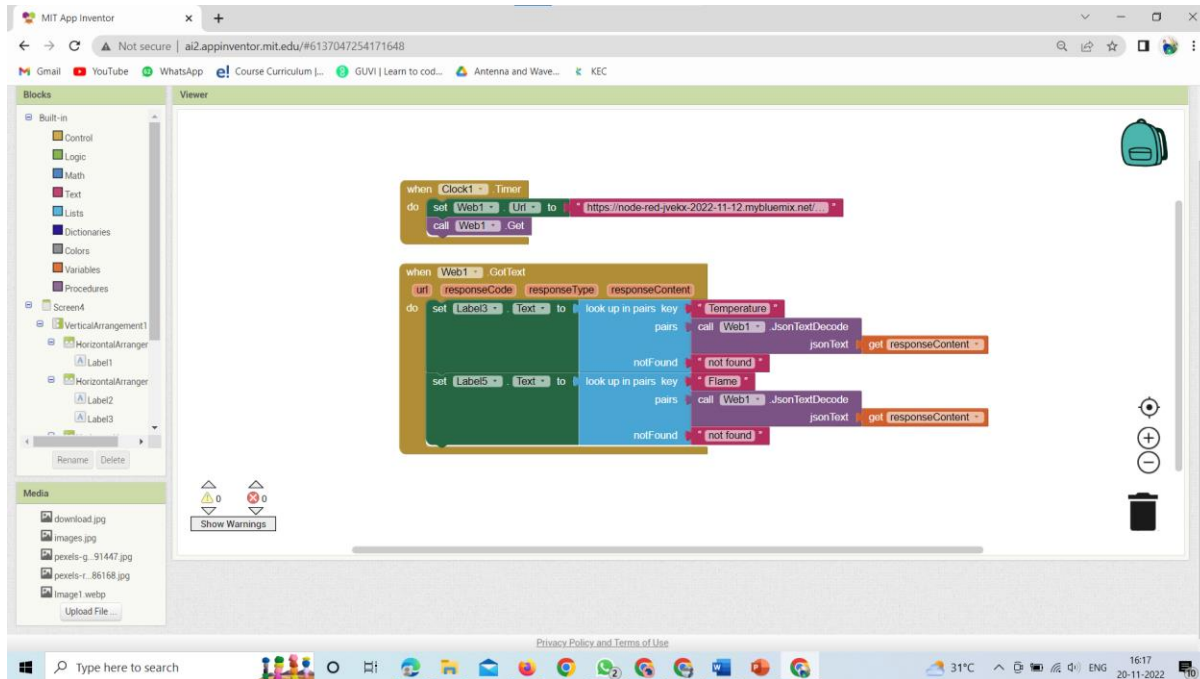 MIT App Inventor
Not secure | ai2.appinventor.mit.edu/#6137047254171648
Gmail YouTube WhatsApp Course Curriculum |... GUVI | Learn to cod... Antenna and Wave... KEC
Blocks
Viewer
Built-in
Control
Logic
Math
Text
Lists
Dictionaries
Colors
Variables
Procedures
Screen4
VerticalArrangement1
HorizontalArranger
Label1
HorizontalArranger
Label2
Label3
Rename Delete
Media
download.jpg
images.jpg
pexels-g...91447.jpg
pexels-r...86168.jpg
Image1.webp
Upload File ...
when Clock1 .Timer
do set Web1 . Url to " https://node-red-jvekx-2022-11-12.mybluemix.net/... "
call Web1 .Get
when Web1 .GotText
url responseCode responseType responseContent
do set Label3 . Text to look up in pairs key " Temperature "
pairs call Web1 .JsonTextDecode
jsonText get responseContent
notFound " not found "
set Label5 . Text to look up in pairs key " Flame "
pairs call Web1 .JsonTextDecode
jsonText get responseContent
notFound " not found "
0 0
Show Warnings
Privacy Policy and Terms of Use
Type here to search
31°C ENG 16:17
20-11-2022